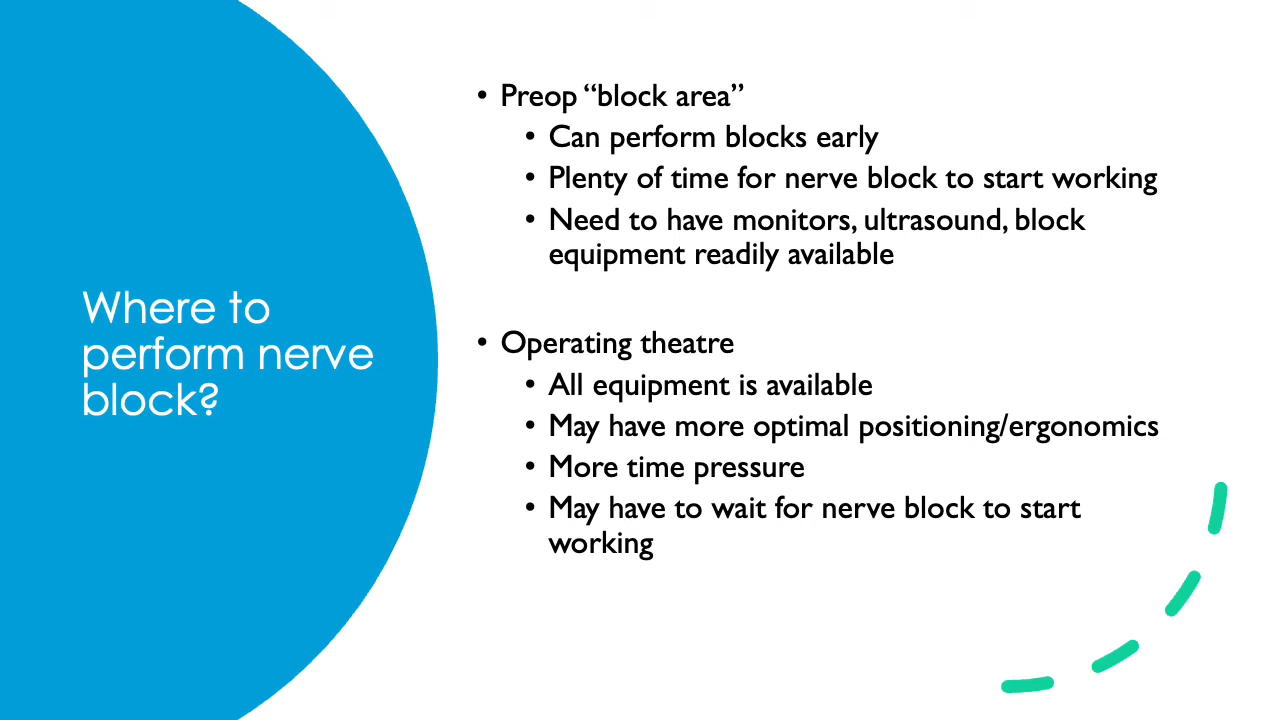 Where to
perform nerve
block?
• Preop “block area”
• Can perform blocks early
• Plenty of time for nerve block to start working
• Need to have monitors, ultrasound, block
equipment readily available
• Operating theatre
• All equipment is available
• May have more optimal positioning/ergonomics
• More time pressure
• May have to wait for nerve block to start
working